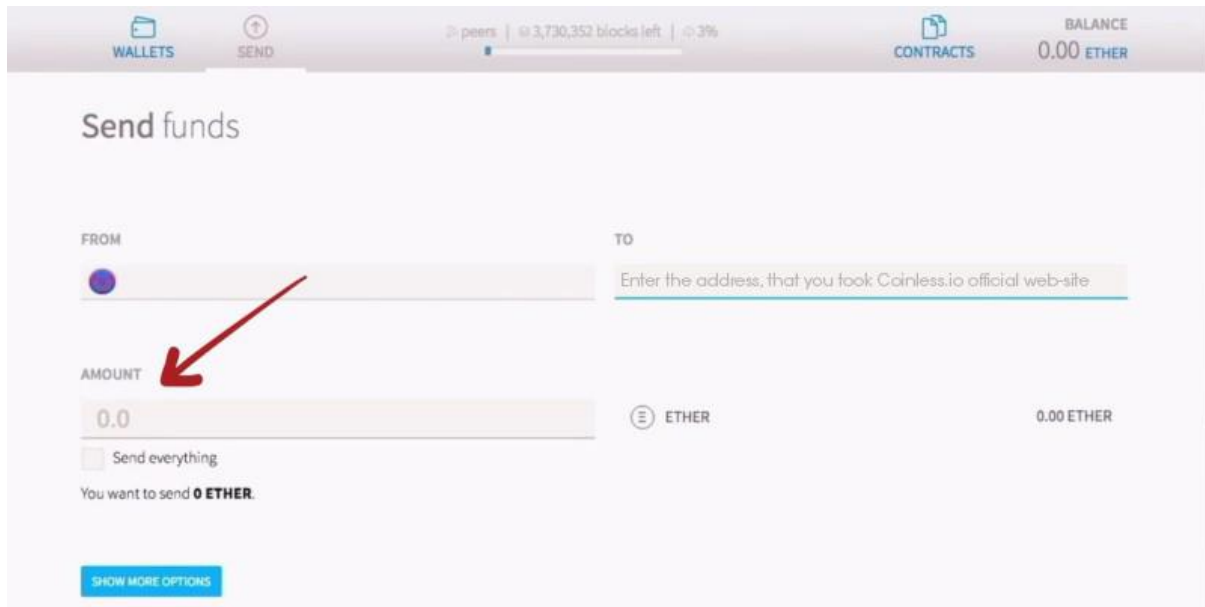 WALLETS
SEND
peers | 3,730,352 blocks left | 3%
CONTRACTS
BALANCE
0.00 ETHER
Send funds
FROM
TO
Enter the address, that you took Coinless.io official web-site
AMOUNT
0.0
ETHER
0.00 ETHER
Send everything
You want to send 0 ETHER.
SHOW MORE OPTIONS